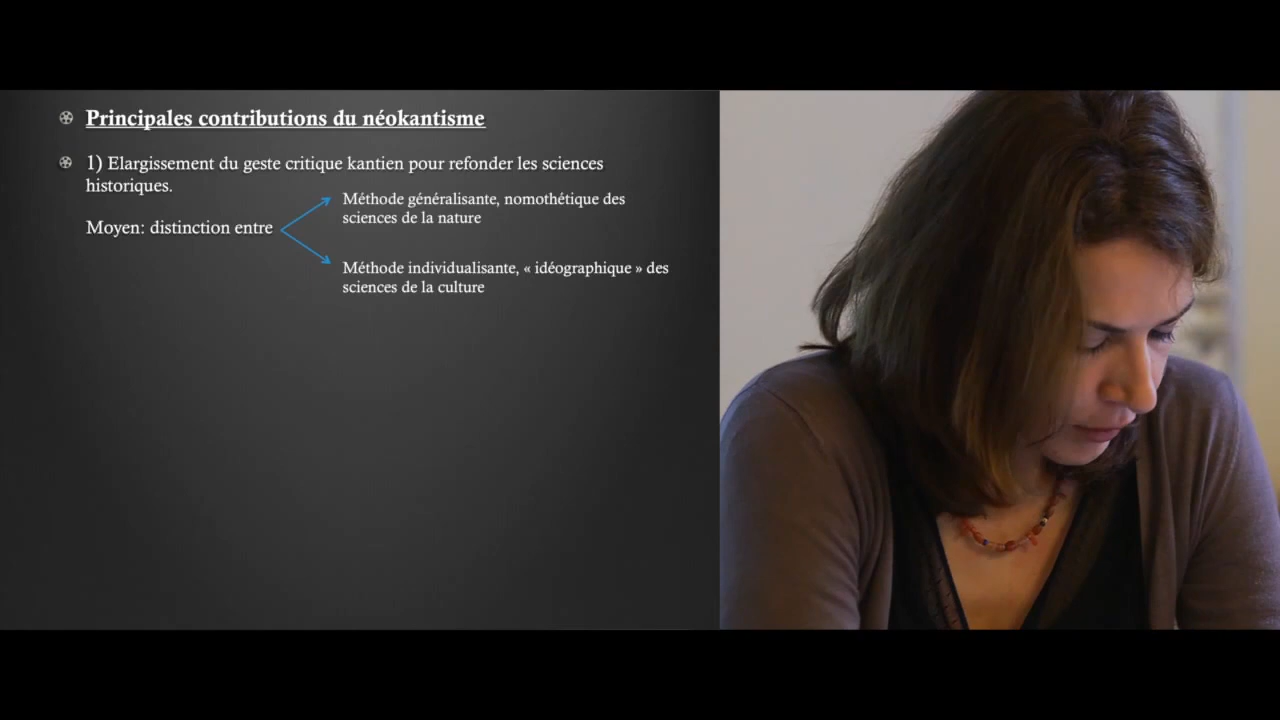 Principales contributions du néokantisme
1) Elargissement du geste critique kantien pour refonder les sciences
historiques.
Moyen: distinction entre
Méthode généralisante, nomothétique des
sciences de la nature
Méthode individualisante, « idéographique » des
sciences de la culture